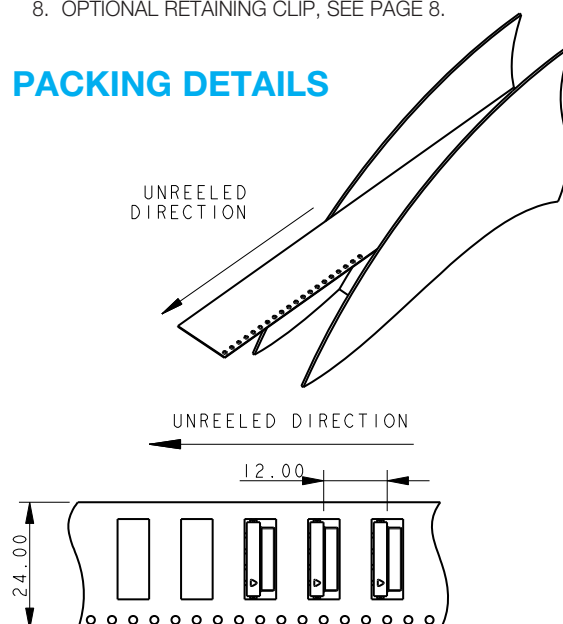 8. OPTIONAL RETAINING CLIP, SEE PAGE 8.
PACKING DETAILS
UNREELED
DIRECTION
UNREELED DIRECTION
12.00
24.00